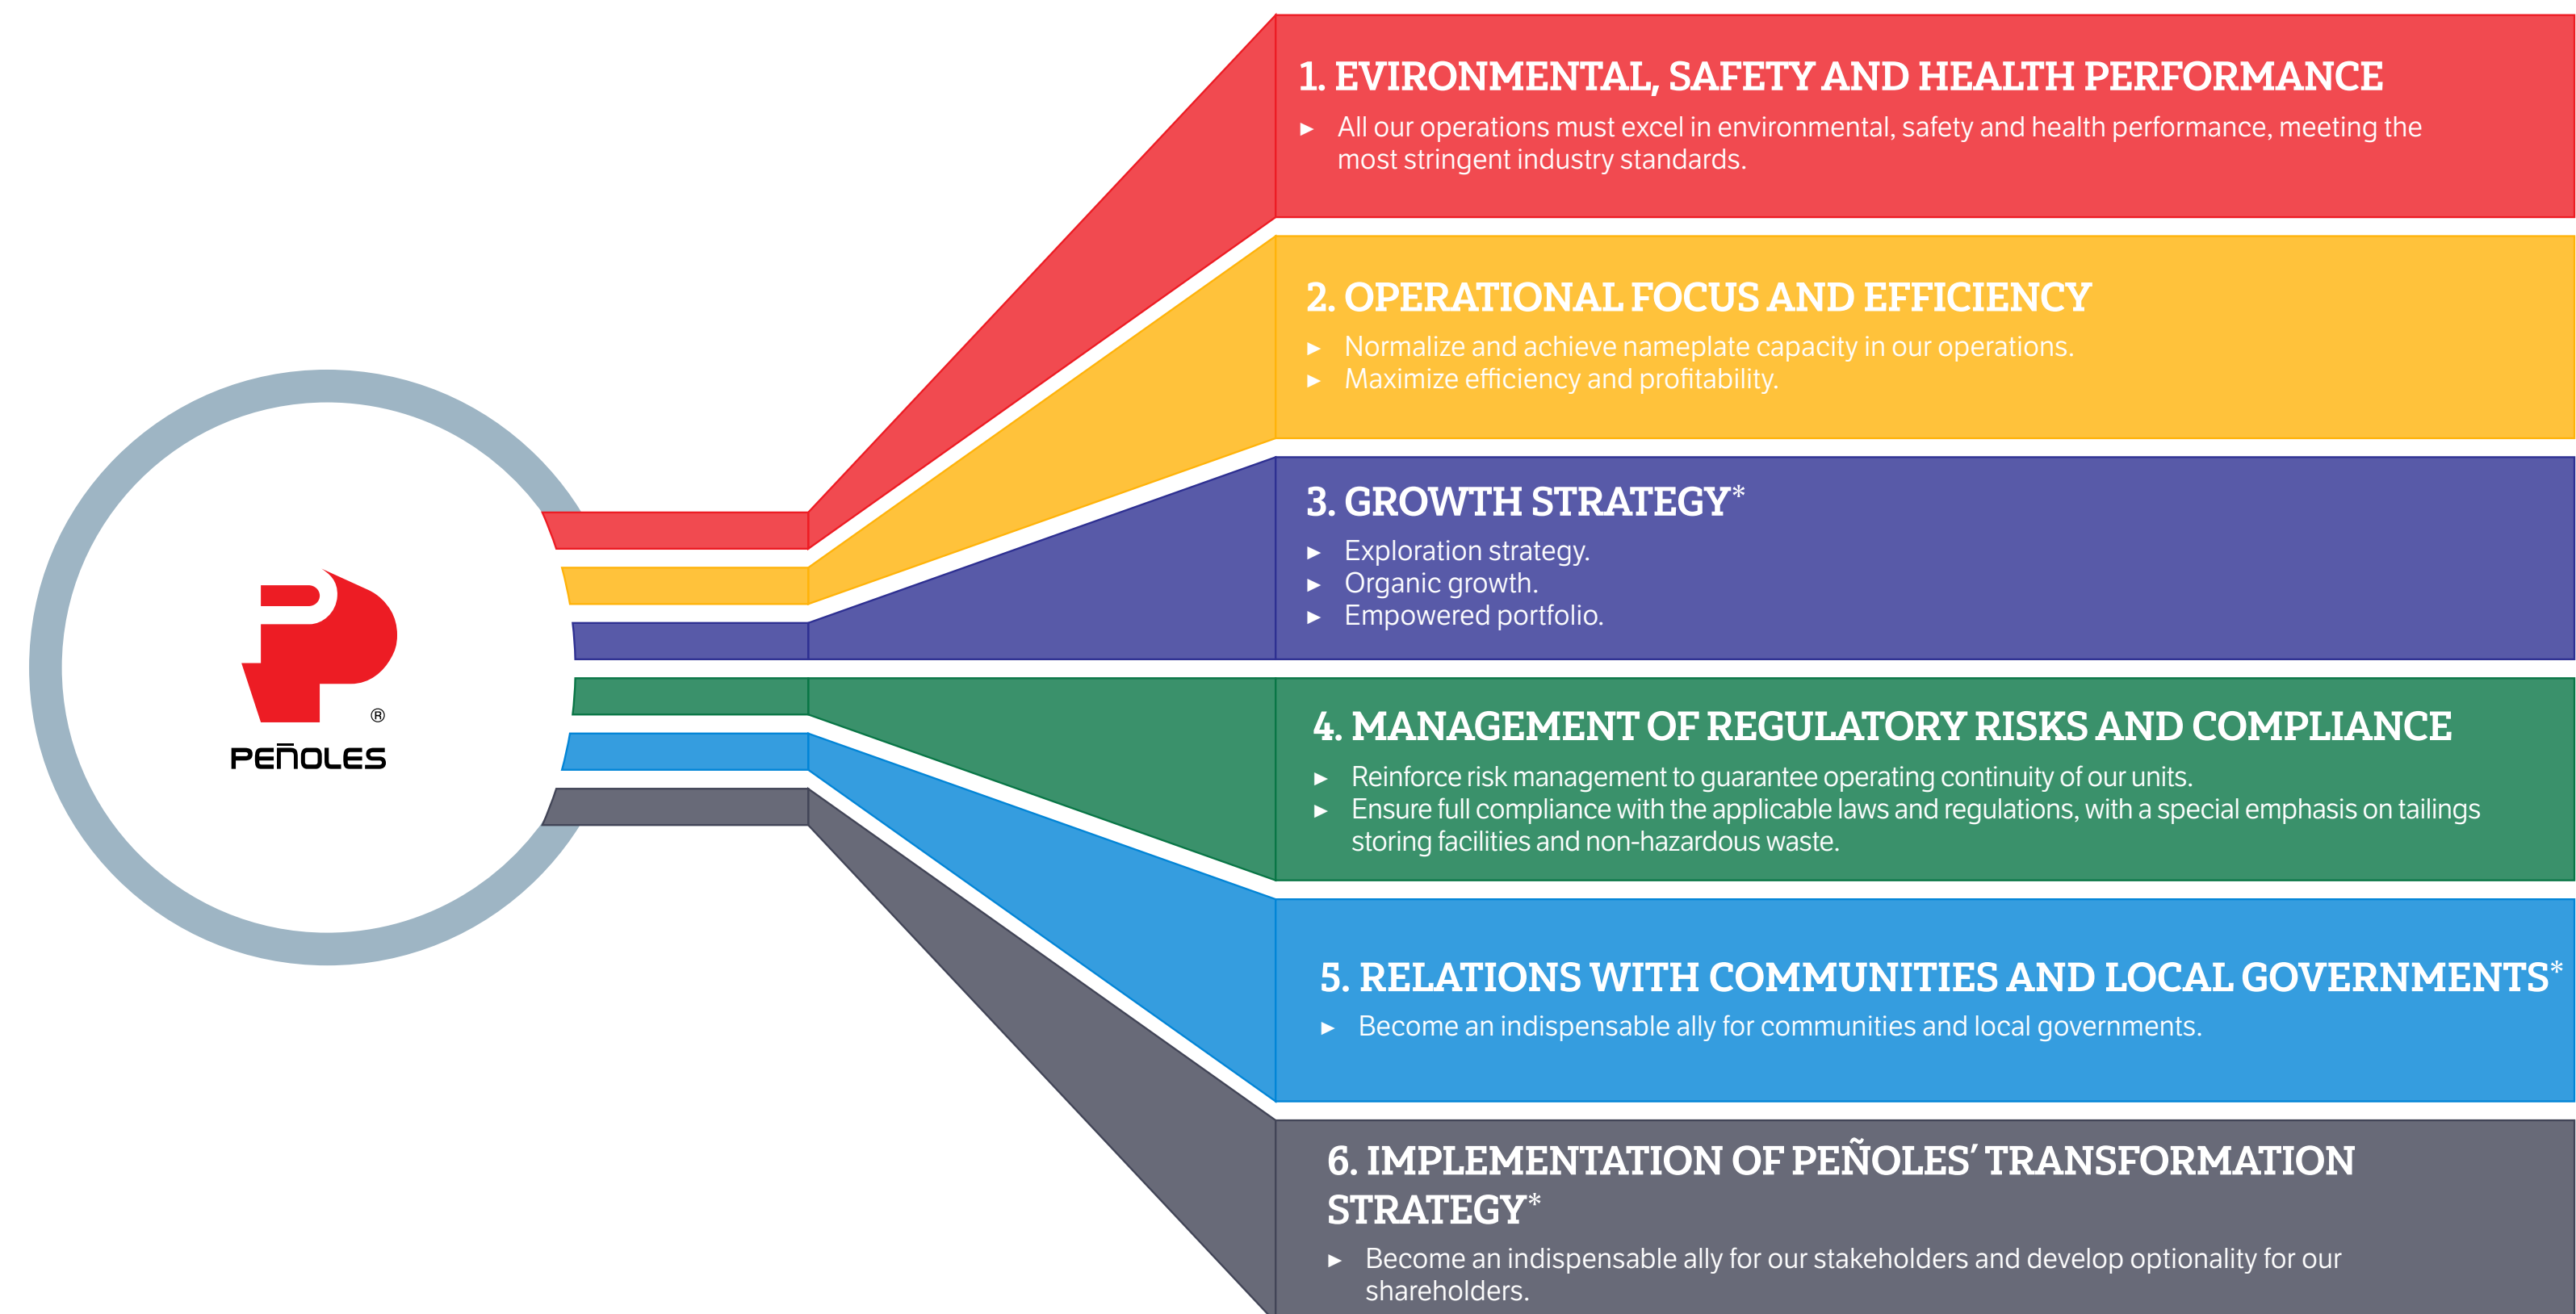 1. EVIRONMENTAL, SAFETY AND HEALTH PERFORMANCE
► All our operations must excel in environmental, safety and health performance, meeting the
most stringent industry standards.
2. OPERATIONAL FOCUS AND EFFICIENCY
► Normalize and achieve nameplate capacity in our operations.
► Maximize efficiency and profitability.
3. GROWTH STRATEGY*
► Exploration strategy.
► Organic growth.
► Empowered portfolio.
®
PEÑOLES
4. MANAGEMENT OF REGULATORY RISKS AND COMPLIANCE
► Reinforce risk management to guarantee operating continuity of our units.
► Ensure full compliance with the applicable laws and regulations, with a special emphasis on tailings
storing facilities and non-hazardous waste.
5. RELATIONS WITH COMMUNITIES AND LOCAL GOVERNMENTS*
► Become an indispensable ally for communities and local governments.
6. IMPLEMENTATION OF PEÑOLES’ TRANSFORMATION
STRATEGY*
► Become an indispensable ally for our stakeholders and develop optionality for our
shareholders.